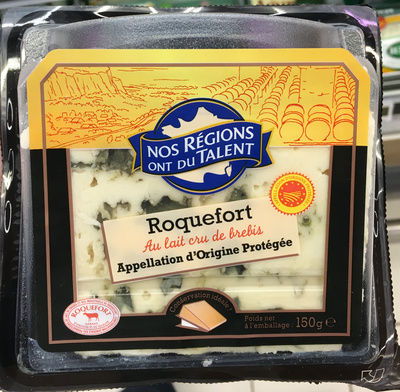 NOS RÉGIONS
ONT DU TALENT
Roquefort
Au lait cru de brebis
Appellation d'Origine Protégée
Conservation idéale!
ROQUEFORT
Poids net
à l'emballage : 150g e